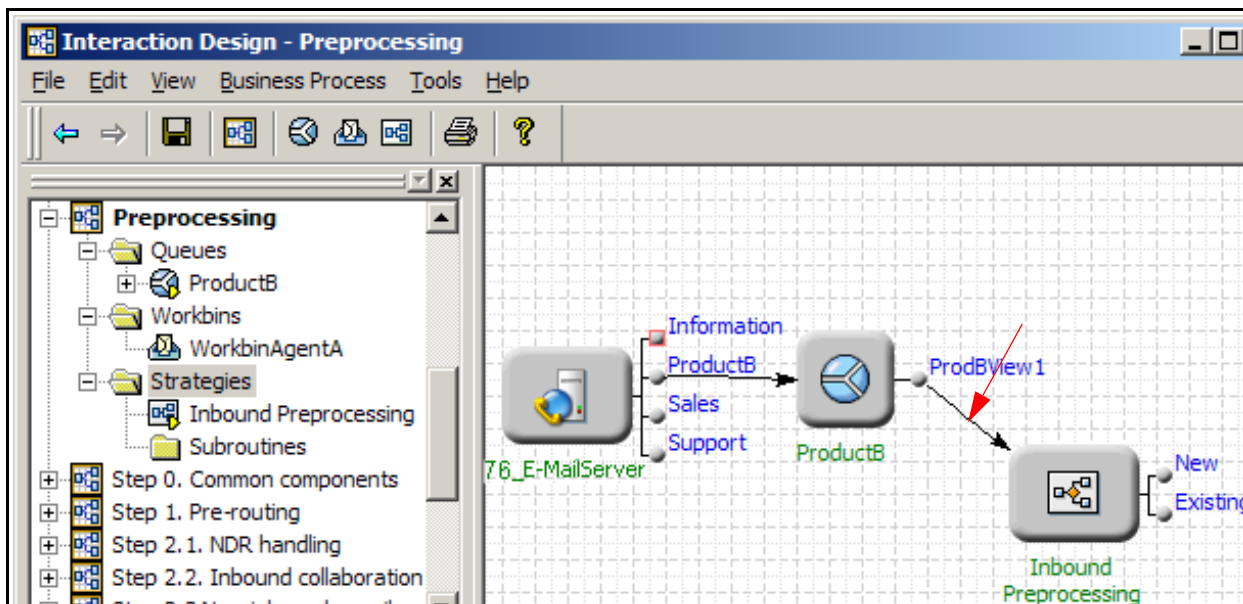 Interaction Design - Preprocessing
File Edit View Business Process Tools Help
Preprocessing
Queues
ProductB
Workbins
WorkbinAgentA
Strategies
Inbound Preprocessing
Subroutines
Step 0. Common components
Step 1. Pre-routing
Step 2.1. NDR handling
Step 2.2. Inbound collaboration
Information
ProductB
Sales
Support
76_E-MailServer
ProductB
ProdBView1
New
Existing
Inbound
Preprocessing